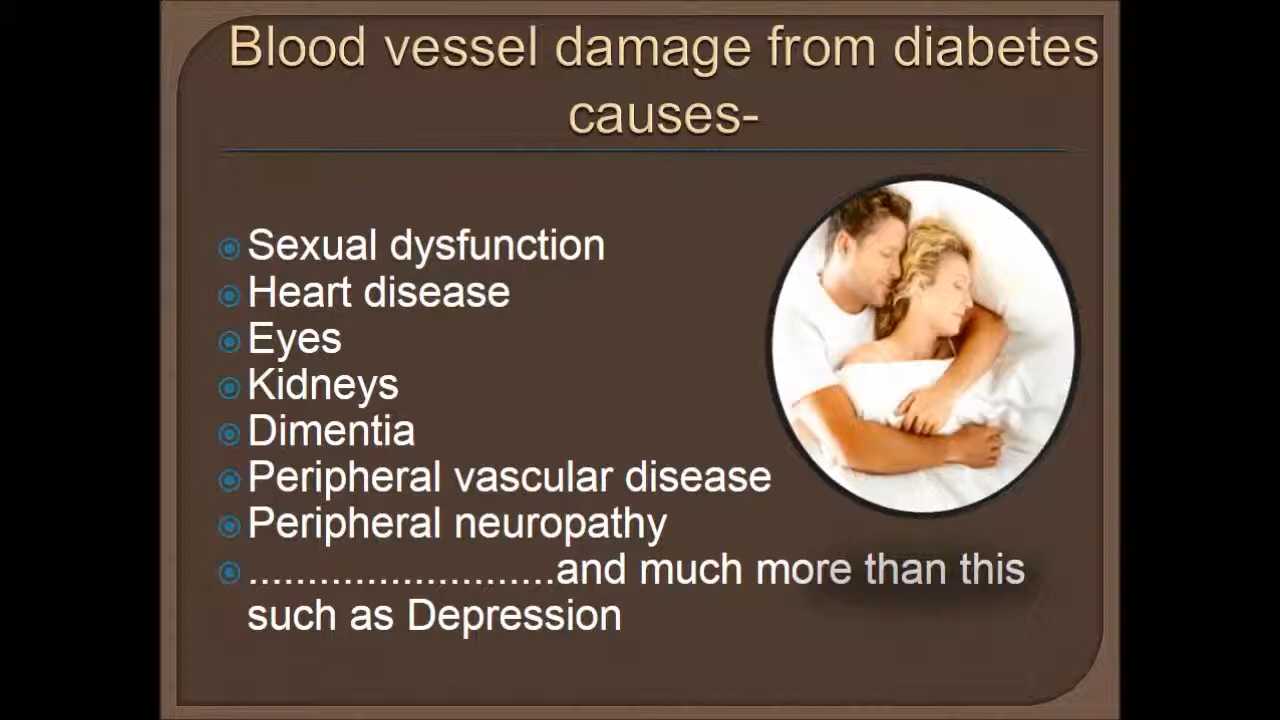 Blood vessel damage from diabetes
causes-
Sexual dysfunction
Heart disease
Eyes
Kidneys
Dimentia
Peripheral vascular disease
Peripheral neuropathy
..........................and much more than this
such as Depression